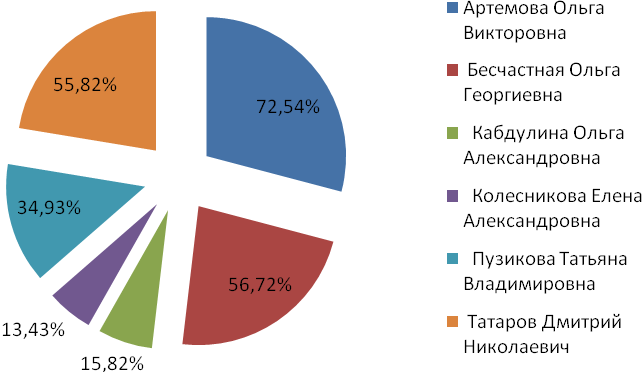 72,54%
56,72%
15,82%
13,43%
34,93%
55,82%
Артемова Ольга
Викторовна
Бесчастная Ольга
Георгиевна
Кабдулина Ольга
Александровна
Колесникова Елена
Александровна
Пузикова Татьяна
Владимировна
Татаров Дмитрий
Николаевич